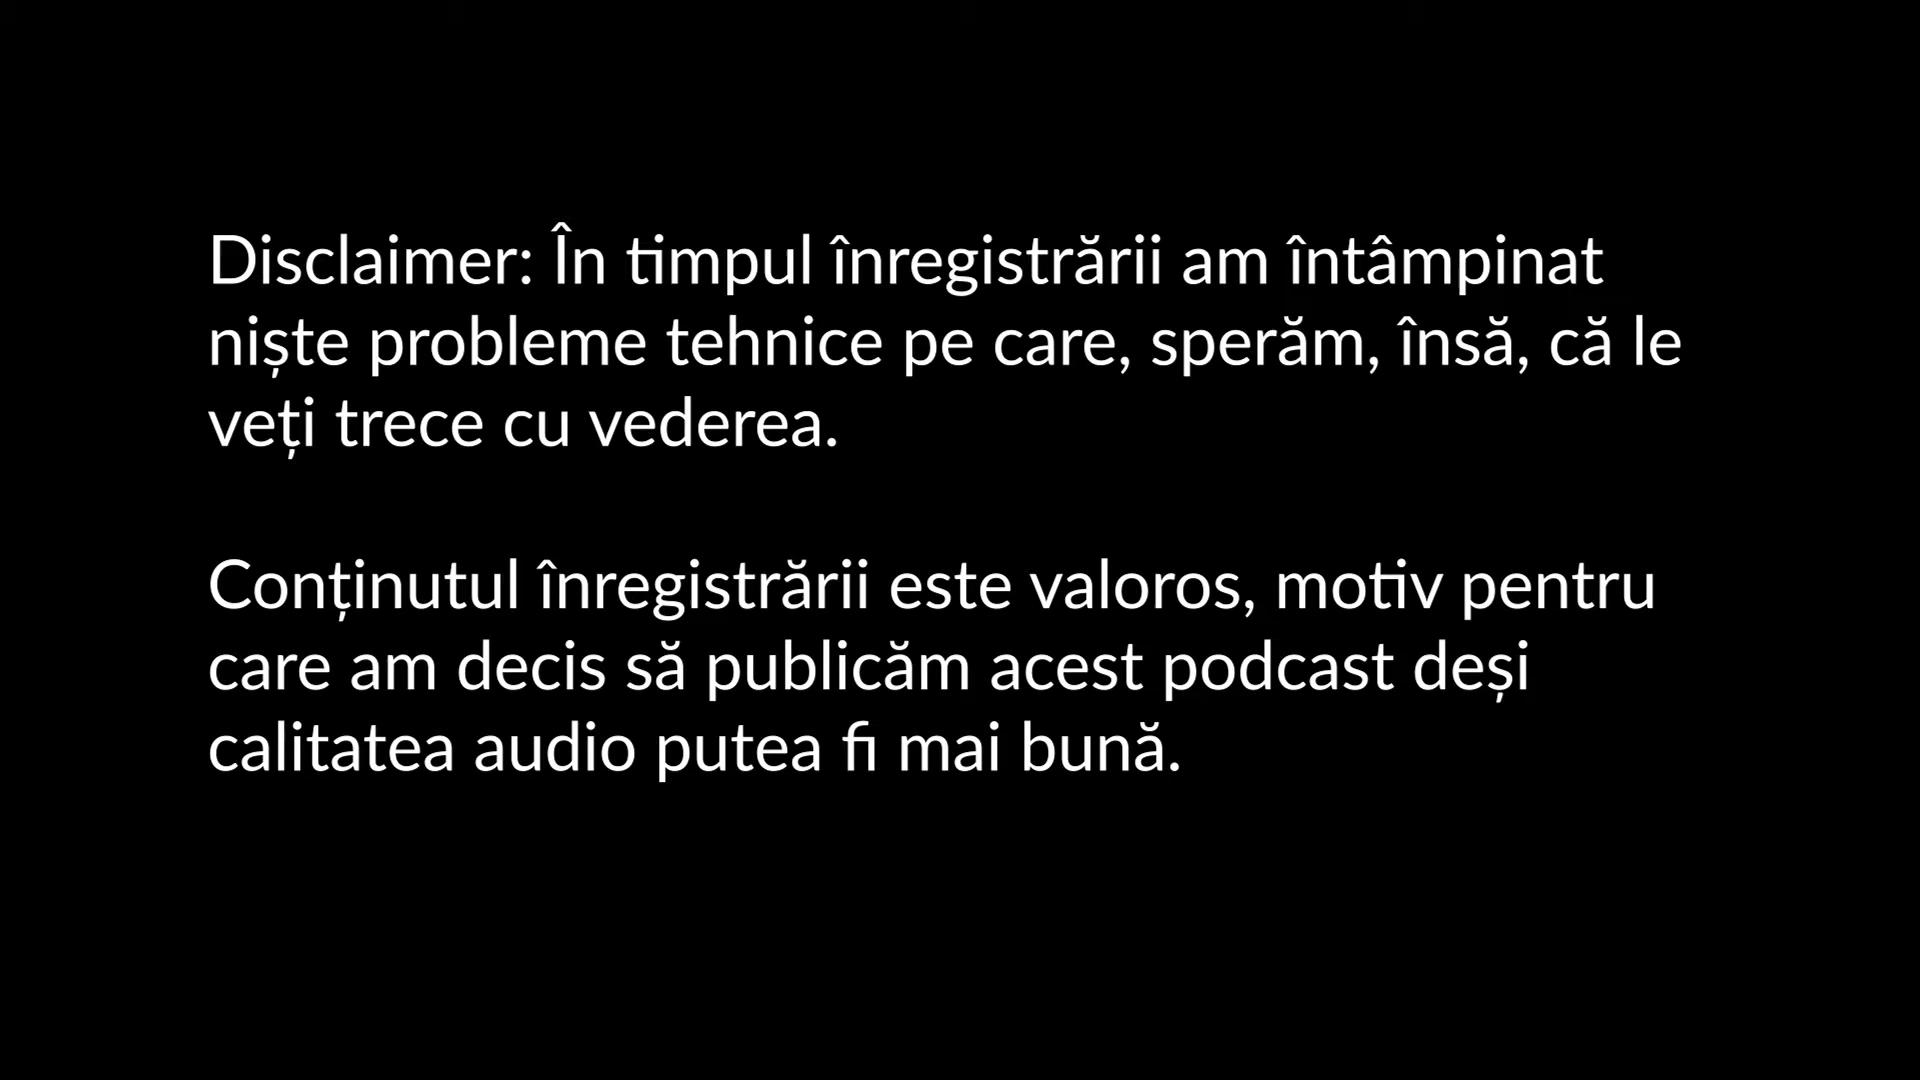 Disclaimer: În timpul înregistrării am întâmpinat
niște probleme tehnice pe care, sperăm, însă, că le
veți trece cu vederea.
Conținutul înregistrării este valoros, motiv pentru
care am decis să publicăm acest podcast deși
calitatea audio putea fi mai bună.